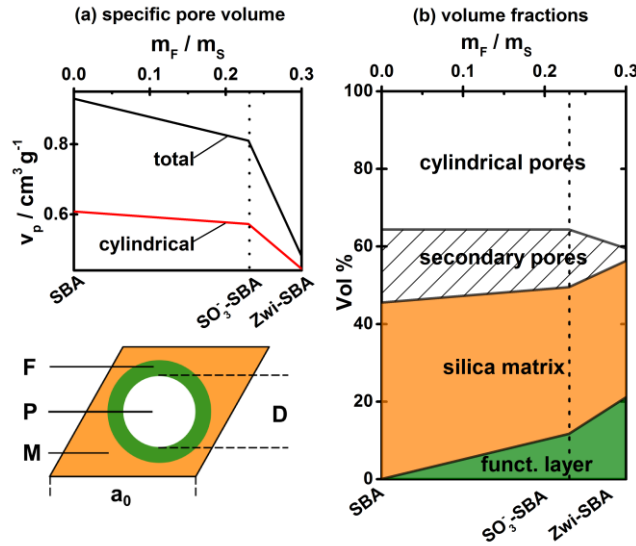 (a) specific pore volume
m_F / m_S
0.0 0.1 0.2 0.3
v_p / cm³ g⁻¹
0.8
0.6
total
cylindrical
SBA
SO₃⁻-SBA
Zwi-SBA
F
P
M
D
a₀
(b) volume fractions
m_F / m_S
0.0 0.1 0.2 0.3
Vol %
100
80
60
40
20
0
cylindrical pores
secondary pores
silica matrix
funct. layer
SBA
SO₃⁻-SBA
Zwi-SBA